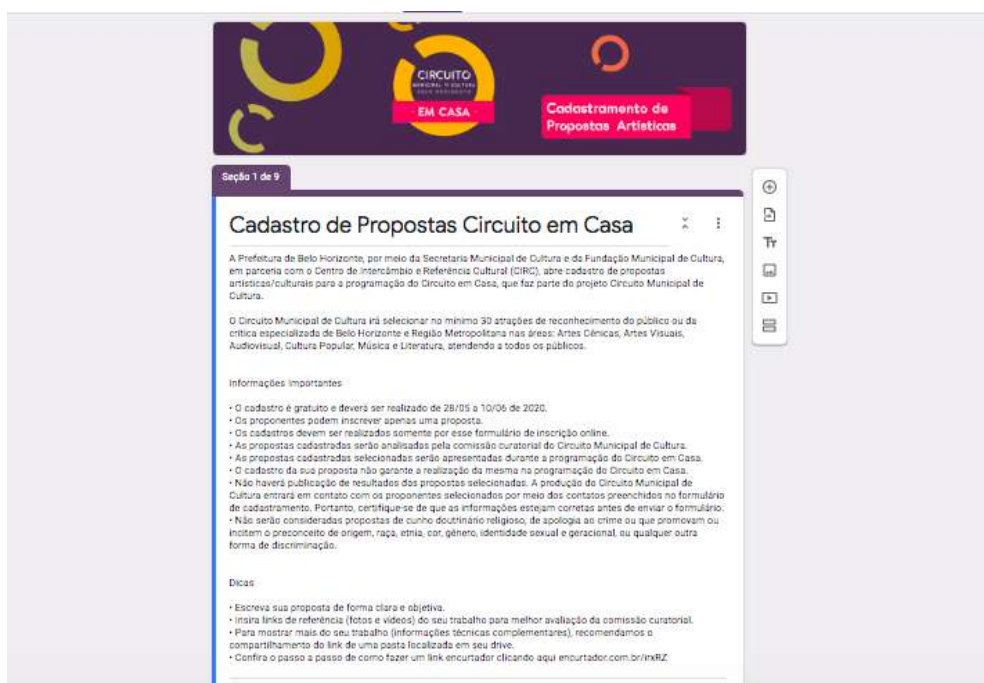 CIRCUITO
MUNICIPAL DE CULTURA
BELO HORIZONTE
EM CASA
Cadastramento de
Propostas Artísticas
Seção 1 de 9
Cadastro de Propostas Circuito em Casa
A Prefeitura de Belo Horizonte, por meio da Secretaria Municipal de Cultura e da Fundação Municipal de Cultura,
em parceria com o Centro de Intercâmbio e Referência Cultural (CIRC), abre cadastro de propostas
artísticas/culturais para a programação do Circuito em Casa, que faz parte do projeto Circuito Municipal de
Cultura.
O Circuito Municipal de Cultura irá selecionar no mínimo 30 atrações de reconhecimento do público ou da
crítica especializada de Belo Horizonte e Região Metropolitana nas áreas: Artes Cênicas, Artes Visuais,
Audiovisual, Cultura Popular, Música e Literatura, atendendo a todos os públicos.
Informações importantes
• O cadastro é gratuito e deverá ser realizado de 28/05 a 10/06 de 2020.
• Os proponentes podem inscrever apenas uma proposta.
• Os cadastros devem ser realizados somente por esse formulário de inscrição online.
• As propostas cadastradas serão analisadas pela comissão curatorial do Circuito Municipal de Cultura.
• As propostas cadastradas selecionadas serão apresentadas durante a programação do Circuito em Casa.
• O cadastro da sua proposta não garante a realização da mesma na programação do Circuito em Casa.
• Não haverá publicação de resultados das propostas selecionadas. A produção do Circuito Municipal de
Cultura entrará em contato com os proponentes selecionados por meio dos contatos preenchidos no formulário
de cadastramento. Portanto, certifique-se de que as informações estejam corretas antes de enviar o formulário.
• Não serão consideradas propostas de cunho doutrinário religioso, de apologia ao crime ou que promovam ou
incitem o preconceito de origem, raça, etnia, cor, gênero, identidade sexual e geracional, ou qualquer outra
forma de discriminação.
Dicas
• Escreva sua proposta de forma clara e objetiva.
• Insira links de referência (fotos e vídeos) do seu trabalho para melhor avaliação da comissão curatorial.
• Para mostrar mais do seu trabalho (informações técnicas complementares), recomendamos o
compartilhamento do link de uma pasta localizada em seu drive.
• Confira o passo a passo de como fazer um link encurtador clicando aqui encurtador.com.br/irxRZ
Tт